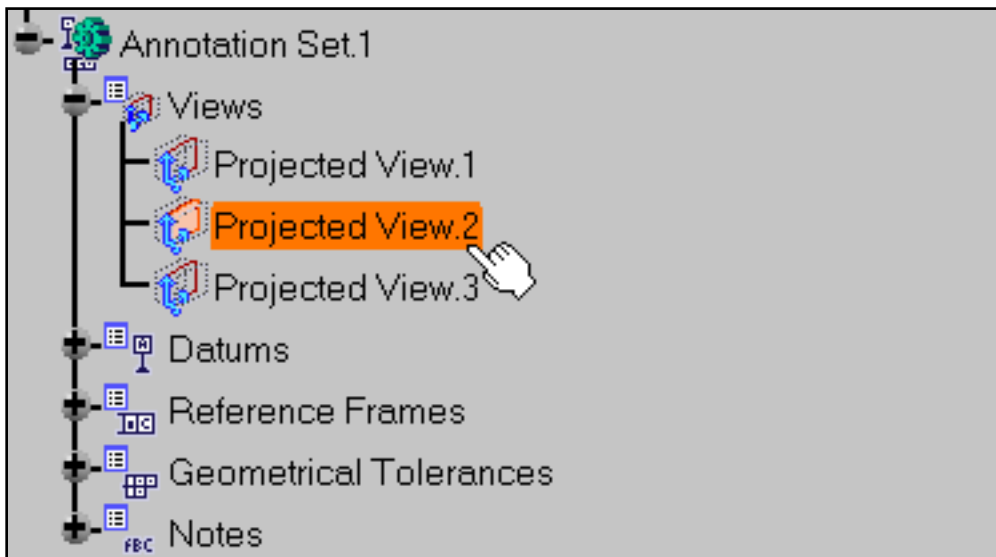 Annotation Set.1
Views
Projected View.1
Projected View.2
Projected View.3
A
Datums
Reference Frames
Geometrical Tolerances
fBC
Notes